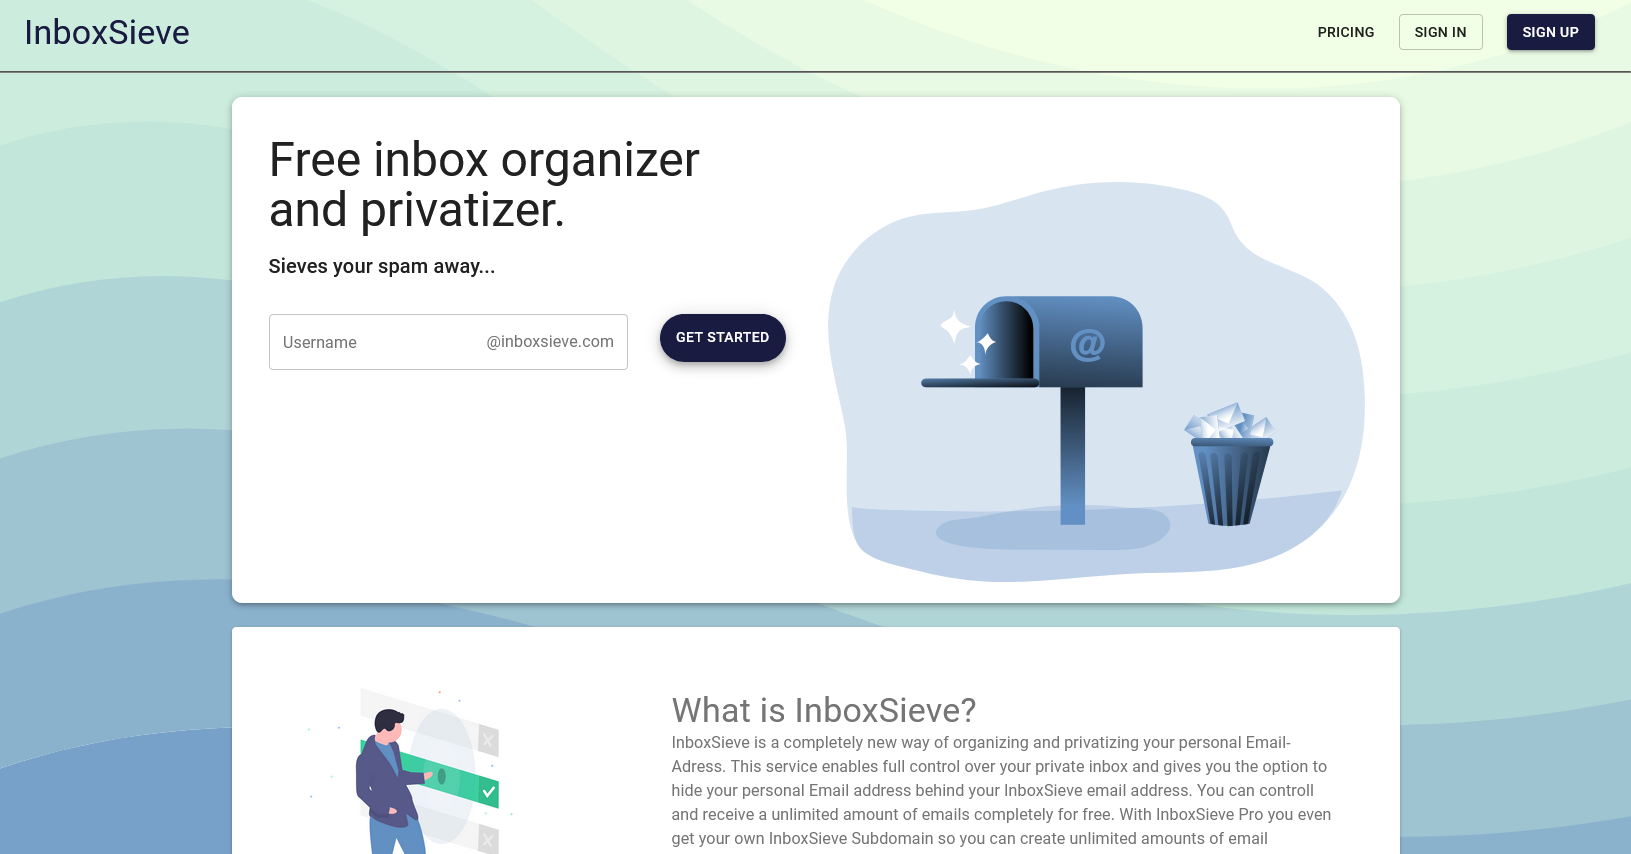 InboxSieve
PRICING
SIGN IN
SIGN UP
Free inbox organizer
and privatizer.
Sieves your spam away...
Username
@inboxsieve.com
GET STARTED
@
What is InboxSieve?
InboxSieve is a completely new way of organizing and privatizing your personal Email-
Adress. This service enables full control over your private inbox and gives you the option to
hide your personal Email address behind your InboxSieve email address. You can controll
and receive a unlimited amount of emails completely for free. With InboxSieve Pro you even
get your own InboxSieve Subdomain so you can create unlimited amounts of email